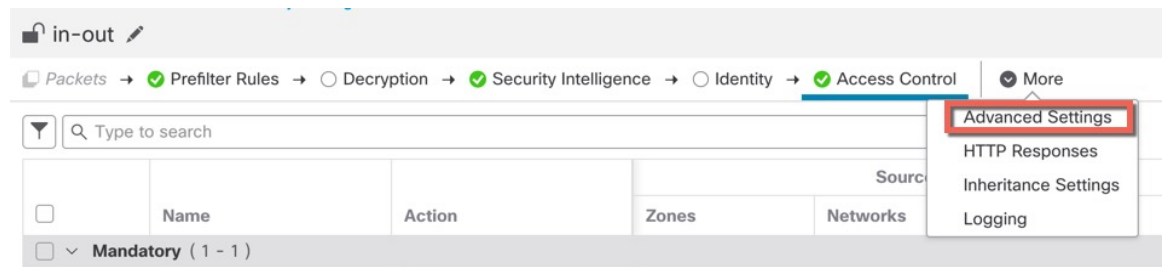 in-out
Packets → Prefilter Rules → Decryption → Security Intelligence → Identity → Access Control More
Advanced Settings
Type to search
HTTP Responses
Inheritance Settings
Name Action Zones Networks
Logging
Mandatory (1 - 1)